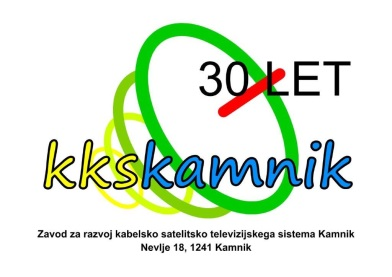 30 LET
kkskamnik
Zavod za razvoj kabelsko satelitsko televizijskega sistema Kamnik
Nevlje 18, 1241 Kamnik